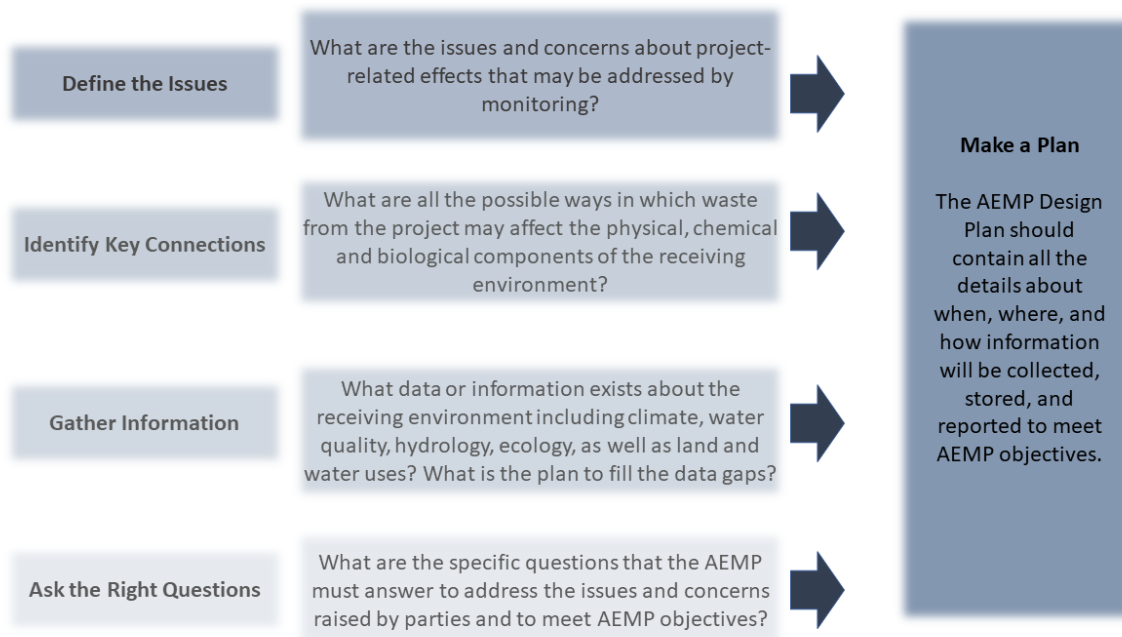 Define the Issues
What are the issues and concerns about project-
related effects that may be addressed by
monitoring?
Identify Key Connections
What are all the possible ways in which waste
from the project may affect the physical, chemical
and biological components of the receiving
environment?
Gather Information
What data or information exists about the
receiving environment including climate, water
quality, hydrology, ecology, as well as land and
water uses? What is the plan to fill the data gaps?
Ask the Right Questions
What are the specific questions that the AEMP
must answer to address the issues and concerns
raised by parties and to meet AEMP objectives?
Make a Plan
The AEMP Design
Plan should
contain all the
details about
when, where, and
how information
will be collected,
stored, and
reported to meet
AEMP objectives.